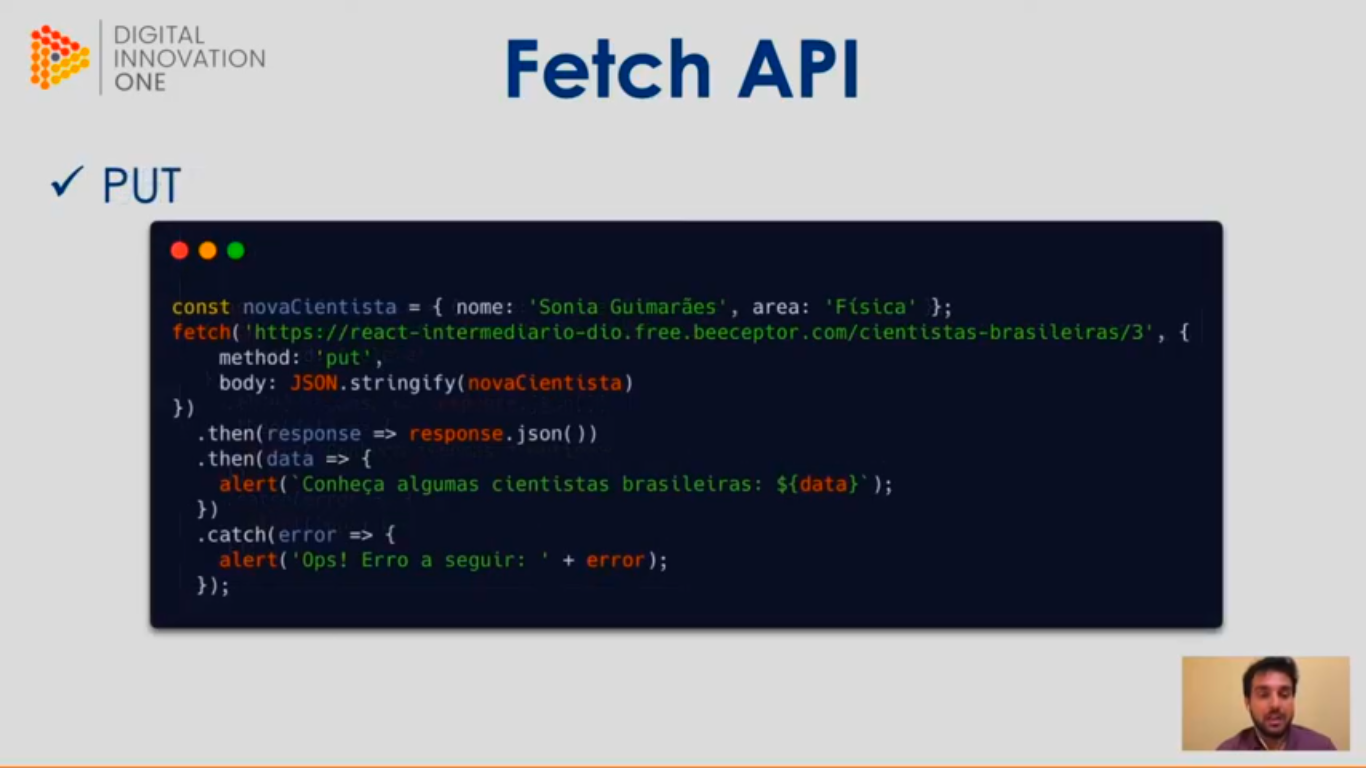 DIGITAL
INNOVATION
ONE
Fetch API
✓ PUT
const novaCientista = { nome: 'Sonia Guimarães', area: 'Física' };
fetch('https://react-intermediario-dio.free.beeceptor.com/cientistas-brasileiras/3', {
    method: 'put',
    body: JSON.stringify(novaCientista)
})
  .then(response => response.json())
  .then(data => {
    alert(`Conheça algumas cientistas brasileiras: ${data}`);
  })
  .catch(error => {
    alert('Ops! Erro a seguir: ' + error);
  });